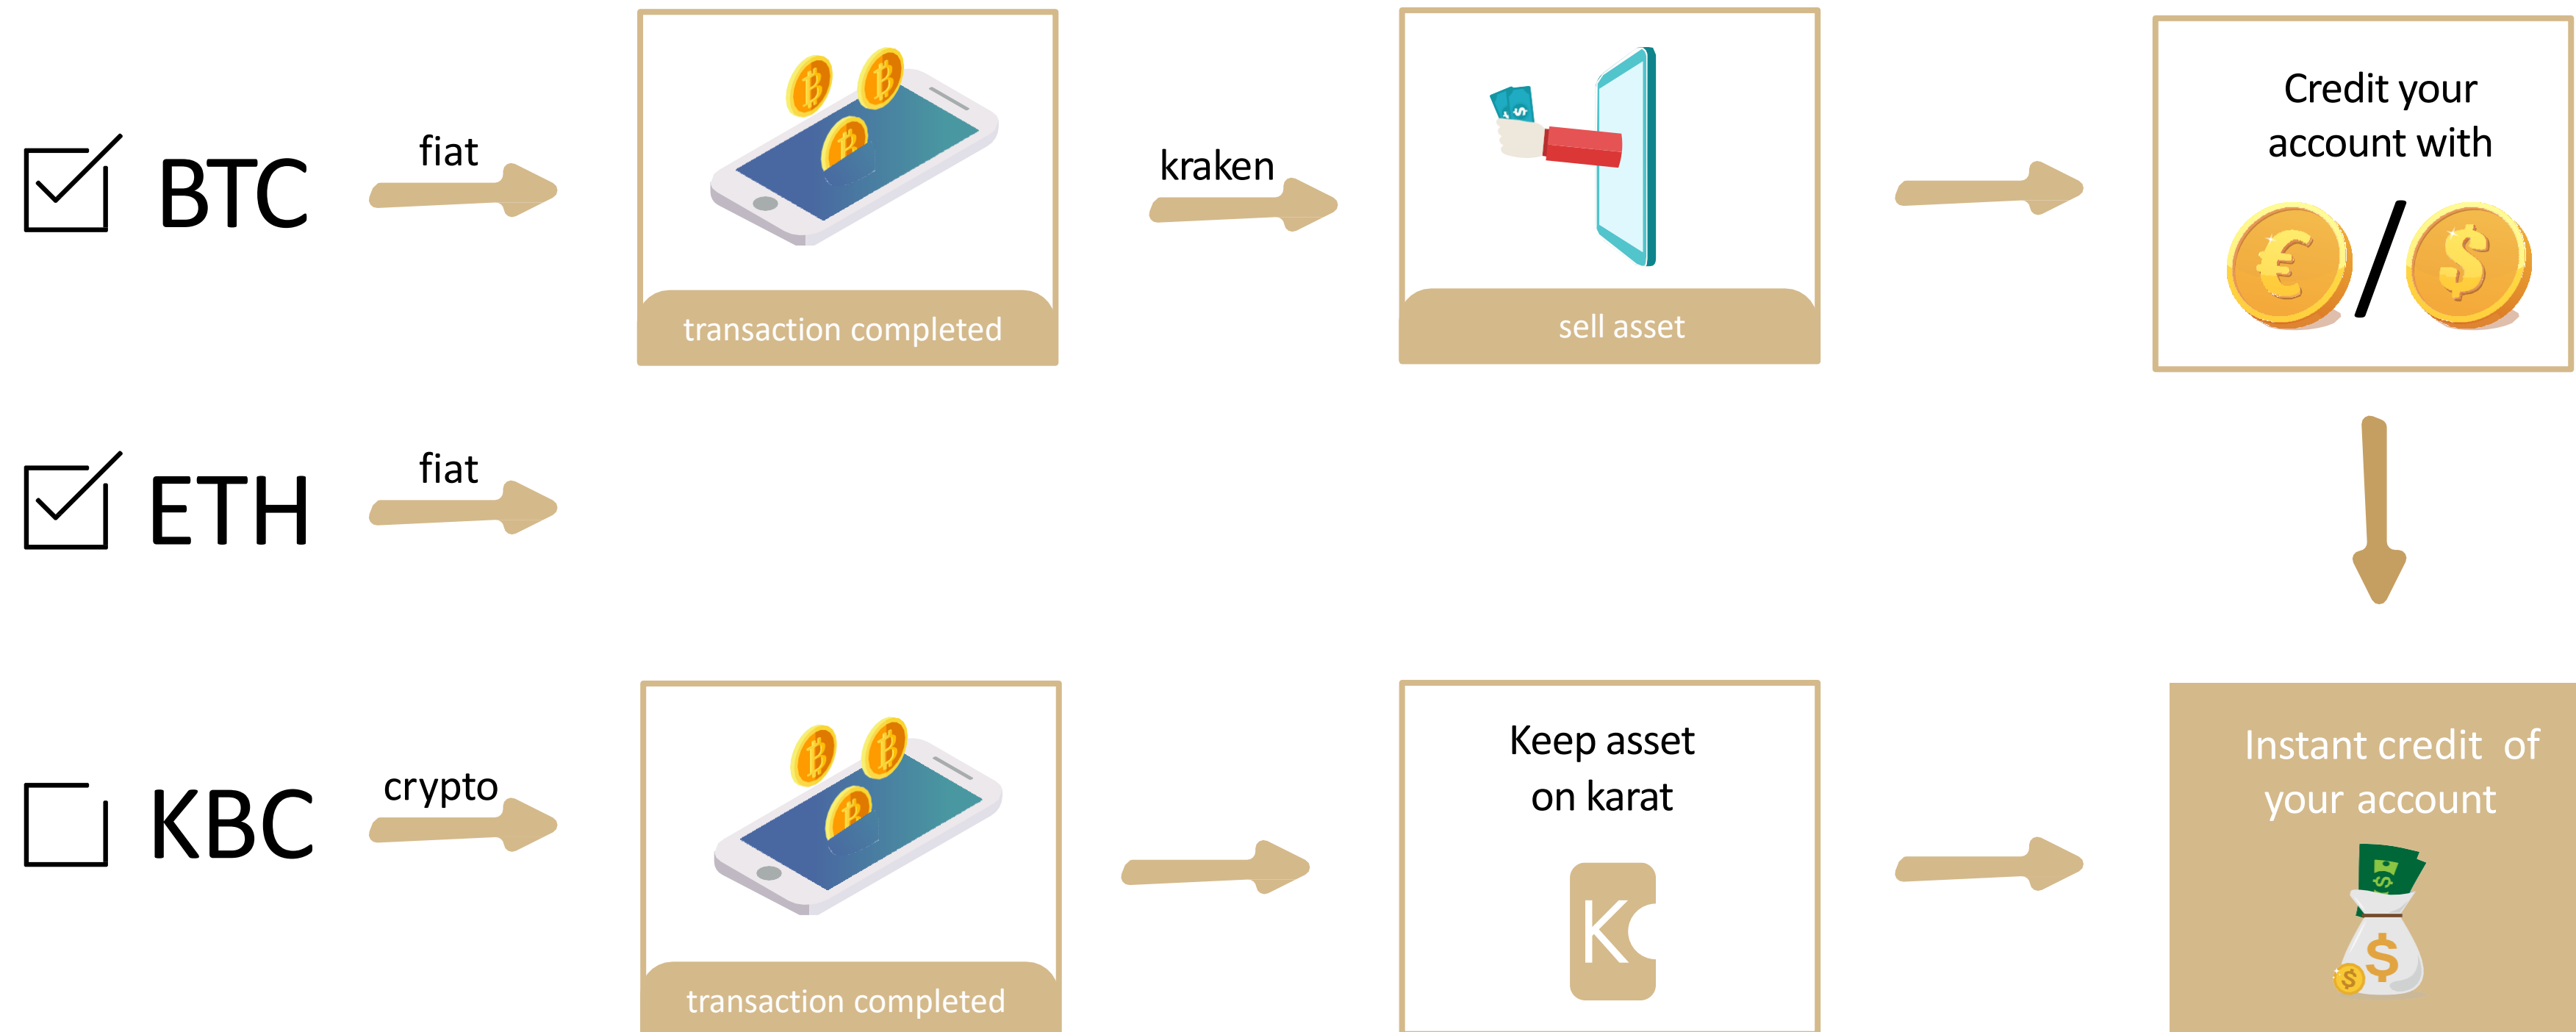 BTC
fiat
transaction completed
kraken
sell asset
Credit your
account with
€/$
ETH
fiat
KBC
crypto
transaction completed
Keep asset
on karat
K
Instant credit of
your account
$